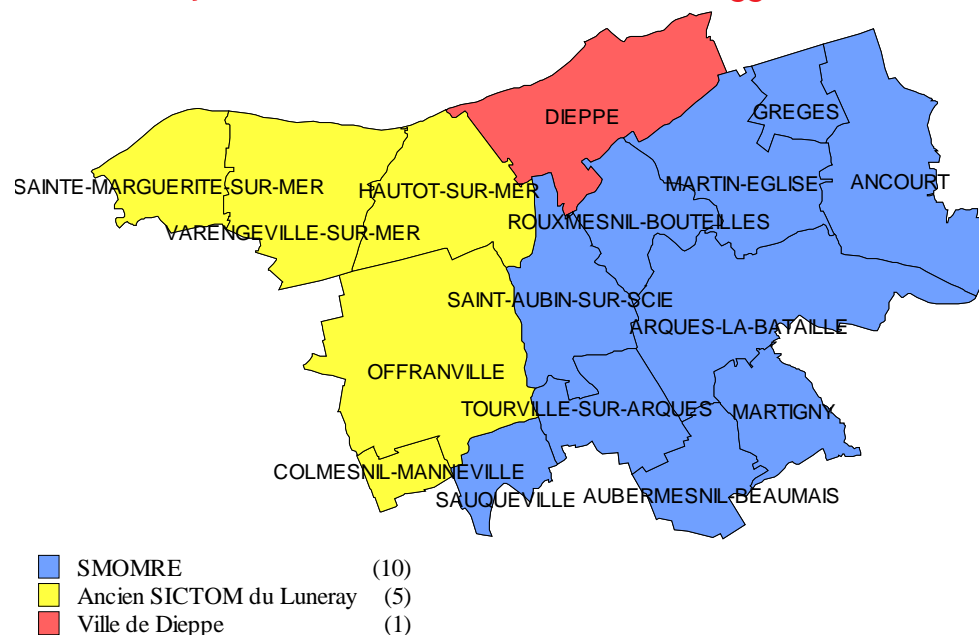 DIEPPE
GREGES
SAINTE-MARGUERITE-SUR-MER
HAUTOT-SUR-MER
MARTIN-EGLISE
ANCOURT
VARENGEVILLE-SUR-MER
ROUXMESNIL-BOUTEILLES
SAINT-AUBIN-SUR-SCIE
ARQUES-LA-BATAILLE
OFFRANVILLE
TOURVILLE-SUR-ARQUES
MARTIGNY
COLMESNIL-MANNEVILLE
SAUQUEVILLE
AUBERMESNIL-BEAUMAIS
SMOMRE (10)
Ancien SICTOM du Luneray (5)
Ville de Dieppe (1)